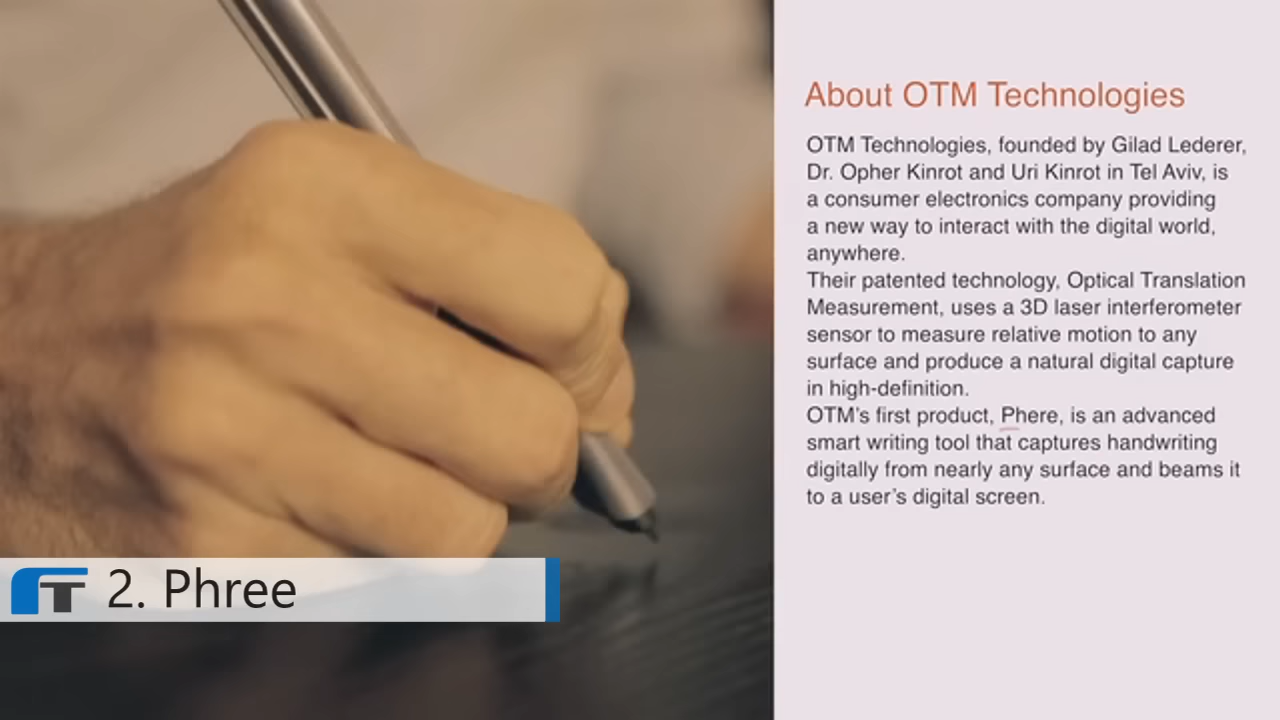 About OTM Technologies
OTM Technologies, founded by Gilad Lederer,
Dr. Opher Kinrot and Uri Kinrot in Tel Aviv, is
a consumer electronics company providing
a new way to interact with the digital world,
anywhere.
Their patented technology, Optical Translation
Measurement, uses a 3D laser interferometer
sensor to measure relative motion to any
surface and produce a natural digital capture
in high-definition.
OTM's first product, Phere, is an advanced
smart writing tool that captures handwriting
digitally from nearly any surface and beams it
to a user's digital screen.
T 2. Phree